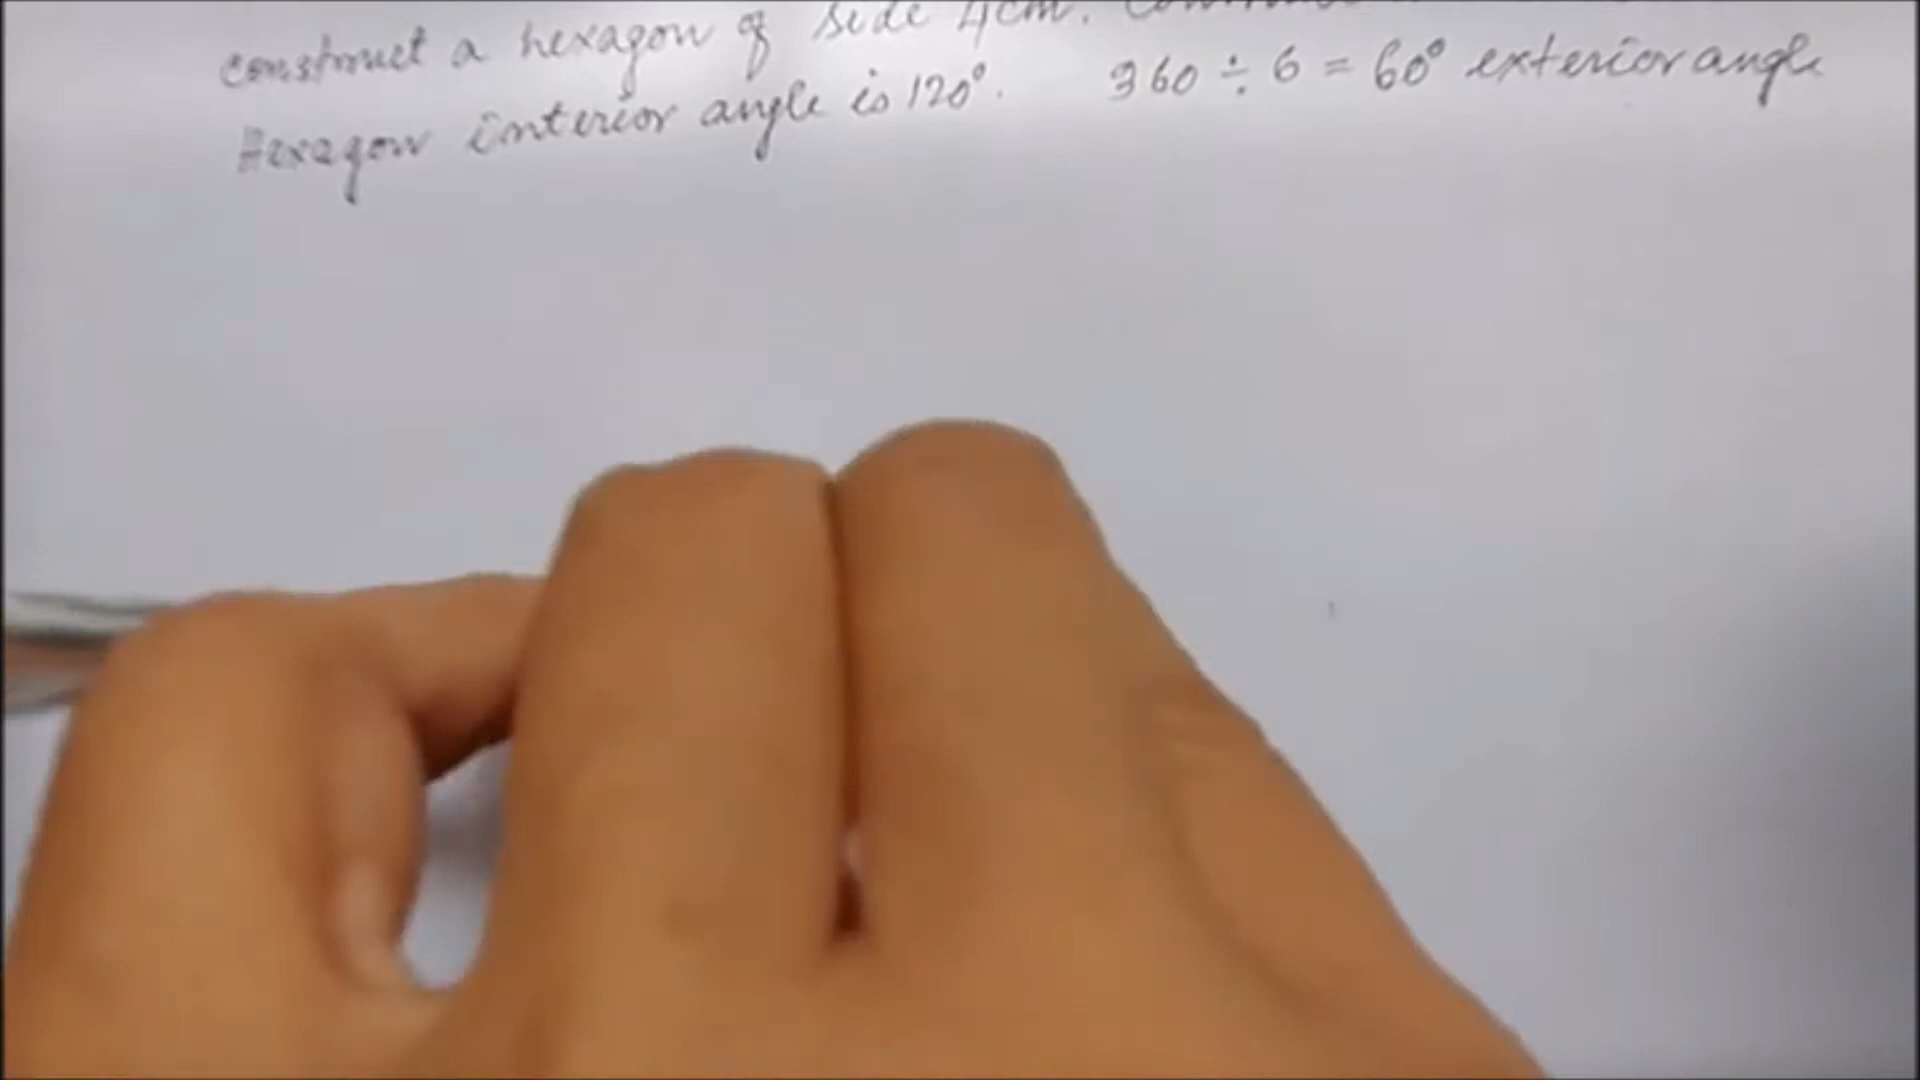 construct a hexagon of side 4cm.
Hexagon interior angle is 120°. 360 ÷ 6 = 60° exterior angle